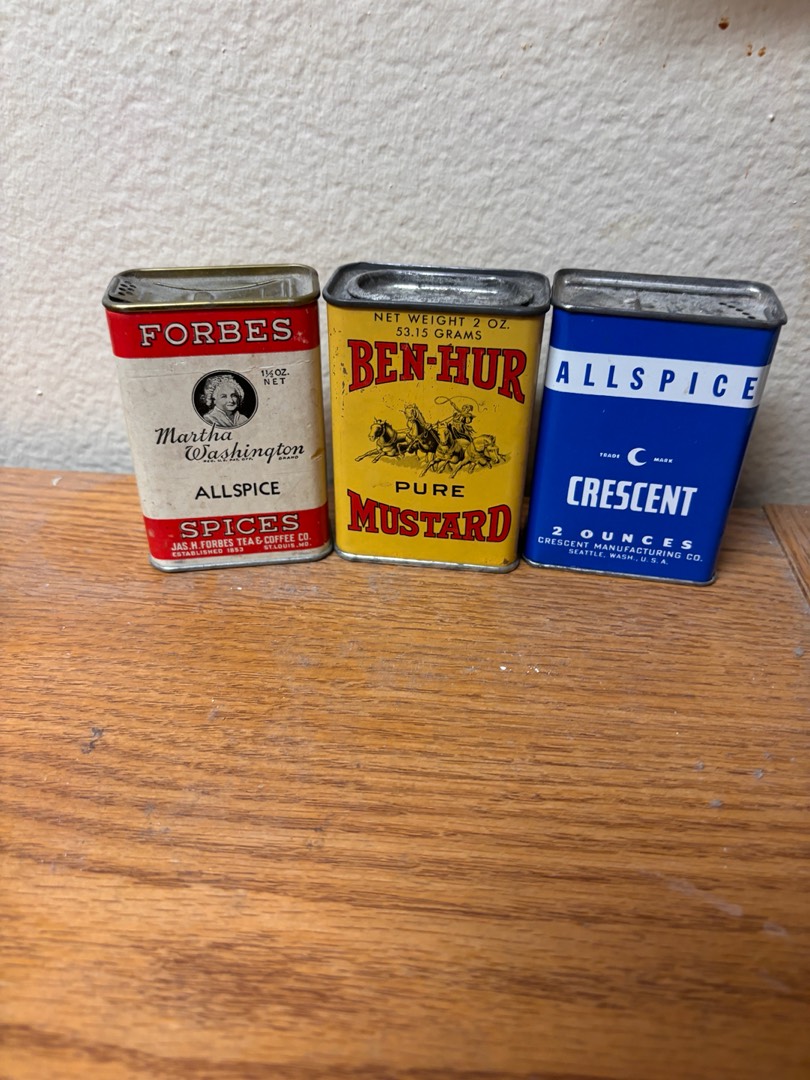 FORBES
1½ OZ.
NET
Martha
Washington
ALLSPICE
SPICES
JAS. H. FORBES TEA & COFFEE CO.
ESTABLISHED 1853 ST. LOUIS, MO.
NET WEIGHT 2 OZ.
53.15 GRAMS
BEN-HUR
PURE
MUSTARD
ALLSPICE
TRADE MARK
CRESCENT
2 OUNCES
CRESCENT MANUFACTURING CO.
SEATTLE, WASH., U. S. A.